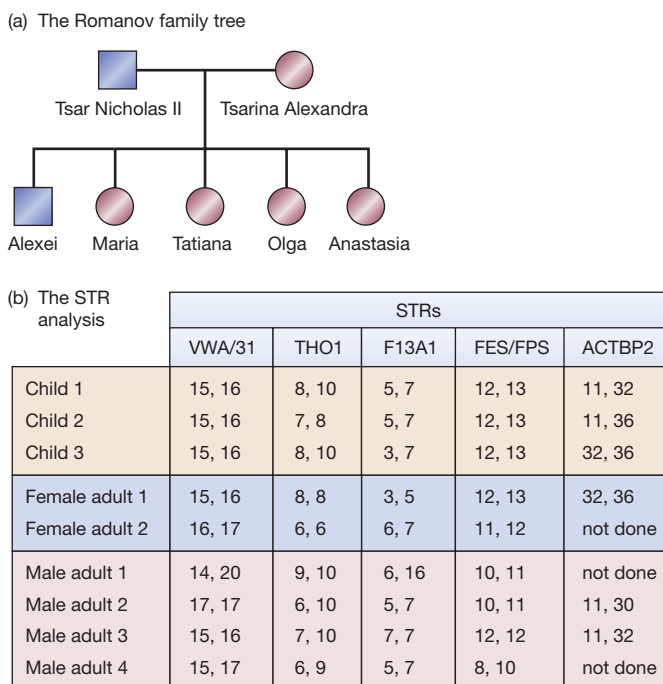 (a) The Romanov family tree
Tsar Nicholas II Tsarina Alexandra
Alexei Maria Tatiana Olga Anastasia
(b) The STR analysis
STRs
VWA/31 THO1 F13A1 FES/FPS ACTBP2
Child 1 15, 16 8, 10 5, 7 12, 13 11, 32
Child 2 15, 16 7, 8 5, 7 12, 13 11, 36
Child 3 15, 16 8, 10 3, 7 12, 13 32, 36
Female adult 1 15, 16 8, 8 3, 5 12, 13 32, 36
Female adult 2 16, 17 6, 6 6, 7 11, 12 not done
Male adult 1 14, 20 9, 10 6, 16 10, 11 not done
Male adult 2 17, 17 6, 10 5, 7 10, 11 11, 30
Male adult 3 15, 16 7, 10 7, 7 12, 12 11, 32
Male adult 4 15, 17 6, 9 5, 7 8, 10 not done